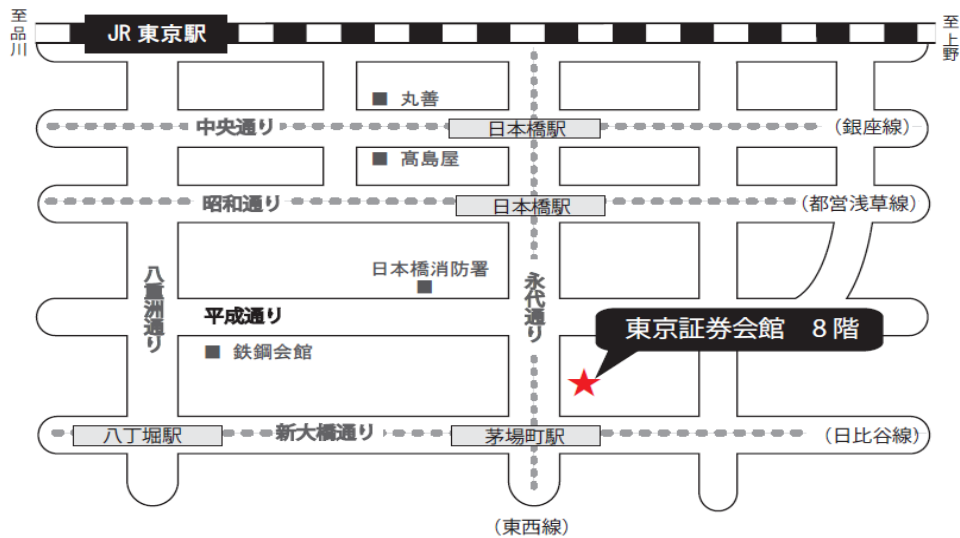 至品川
JR 東京駅
至上野
丸善
中央通り
日本橋駅
（銀座線）
髙島屋
昭和通り
日本橋駅
（都営浅草線）
八重洲通り
日本橋消防署
永代通り
平成通り
東京証券会館　8 階
鉄鋼会館
八丁堀駅
新大橋通り
茅場町駅
（日比谷線）
（東西線）